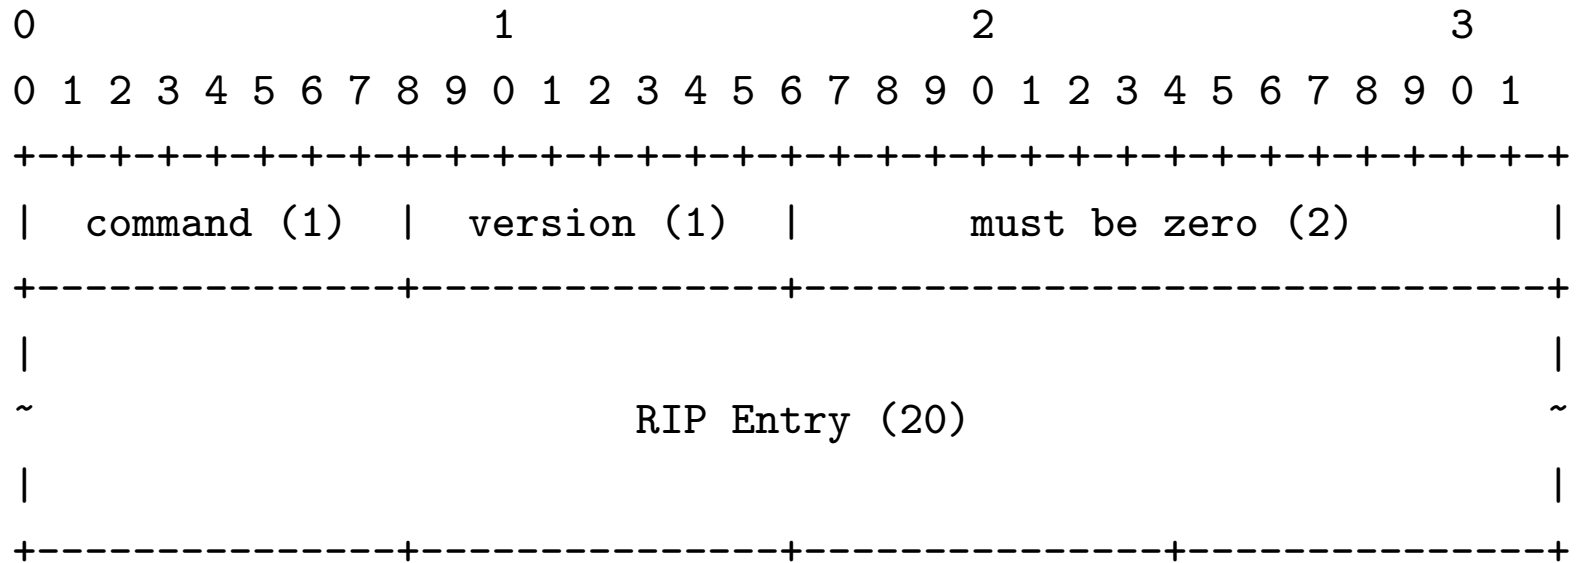 0                   1                   2                   3
0 1 2 3 4 5 6 7 8 9 0 1 2 3 4 5 6 7 8 9 0 1 2 3 4 5 6 7 8 9 0 1
+-+-+-+-+-+-+-+-+-+-+-+-+-+-+-+-+-+-+-+-+-+-+-+-+-+-+-+-+-+-+-+-+
|  command (1)  |  version (1)  |       must be zero (2)        |
+---------------+---------------+-------------------------------+
|                                                               |
~                         RIP Entry (20)                        ~
|                                                               |
+---------------+---------------+---------------+---------------+